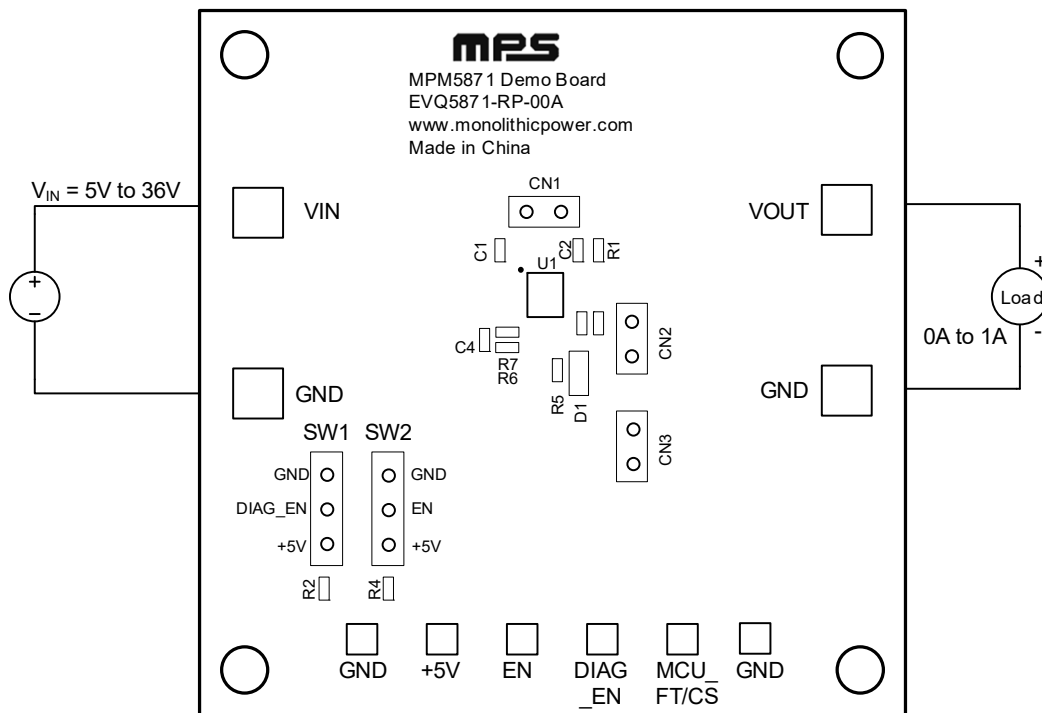 MPS
MPM5871 Demo Board
EVQ5871-RP-00A
www.monolithicpower.com
Made in China
V_IN = 5V to 36V
CN1
VIN
VOUT
C1
C2
R1
U1
+
−
+
Load
-
C4
R7
R6
CN2
0A to 1A
R5
D1
GND
GND
SW1
SW2
CN3
GND
GND
DIAG_EN
EN
+5V
+5V
R2
R4
GND
+5V
EN
DIAG
_EN
MCU_
FT/CS
GND